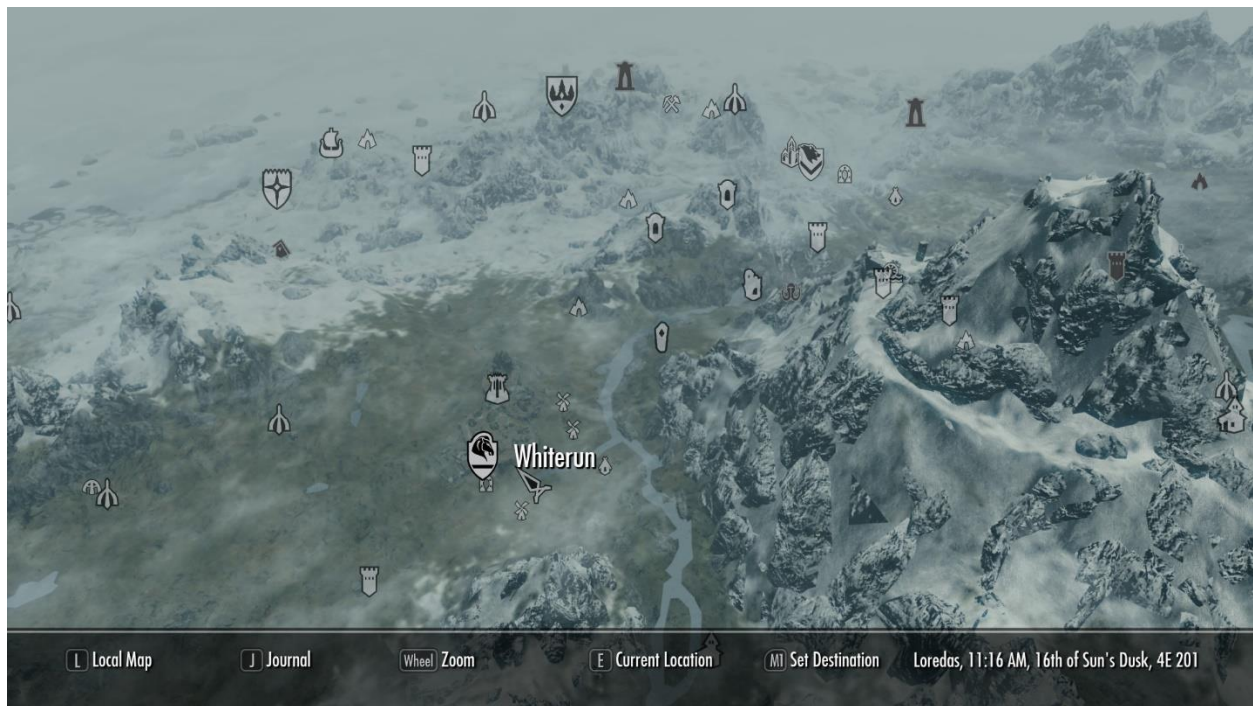 Whiterun
L Local Map
J Journal
Wheel Zoom
E Current Location
M1 Set Destination
Loredas, 11:16 AM, 16th of Sun's Dusk, 4E 201